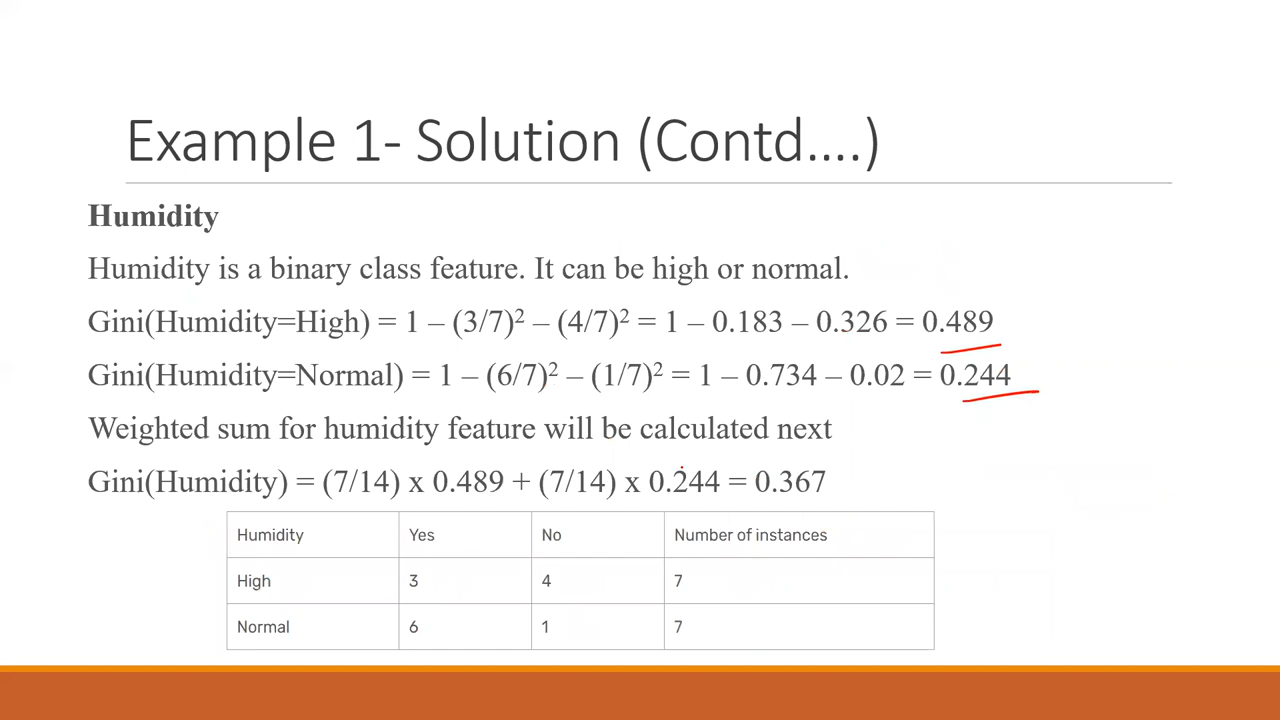 Example 1- Solution (Contd....)
Humidity
Humidity is a binary class feature. It can be high or normal.
Gini(Humidity=High) = 1 – (3/7)² – (4/7)² = 1 – 0.183 – 0.326 = 0.489
Gini(Humidity=Normal) = 1 – (6/7)² – (1/7)² = 1 – 0.734 – 0.02 = 0.244
Weighted sum for humidity feature will be calculated next
Gini(Humidity) = (7/14) x 0.489 + (7/14) x 0.244 = 0.367
Humidity Yes No Number of instances
High 3 4 7
Normal 6 1 7